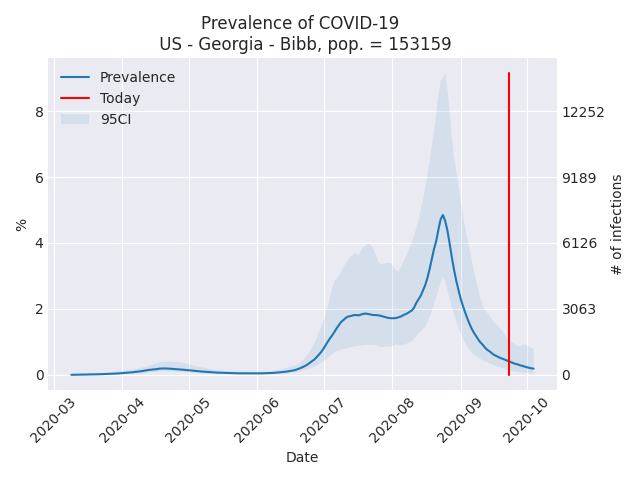 Prevalence of COVID-19
US - Georgia - Bibb, pop. = 153159
Prevalence
Today
95CI
8
6
4
2
0
%
12252
9189
6126
3063
0
# of infections
2020-03
2020-04
2020-05
2020-06
2020-07
2020-08
2020-09
2020-10
Date